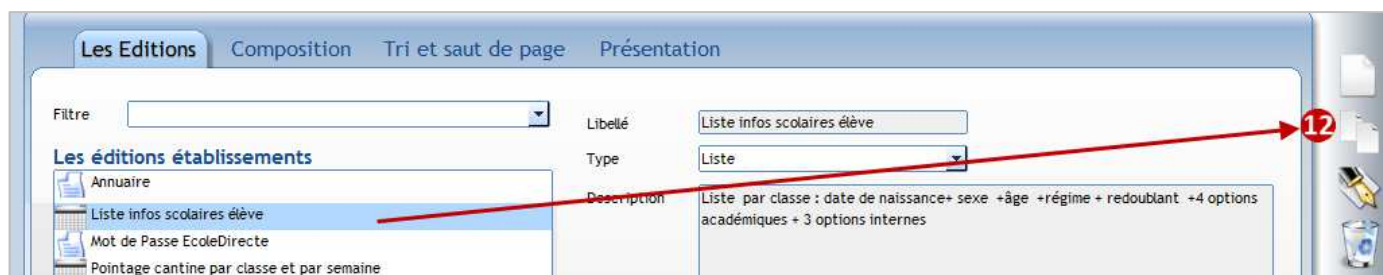 Les Editions Composition Tri et saut de page Présentation
Filtre
Libellé Liste infos scolaires élève
Les éditions établissements
Type Liste
Annuaire
Description Liste par classe : date de naissance+ sexe +âge +régime + redoublant +4 options
académiques + 3 options internes
Liste infos scolaires élève
Mot de Passe EcoleDirecte
Pointage cantine par classe et par semaine
12